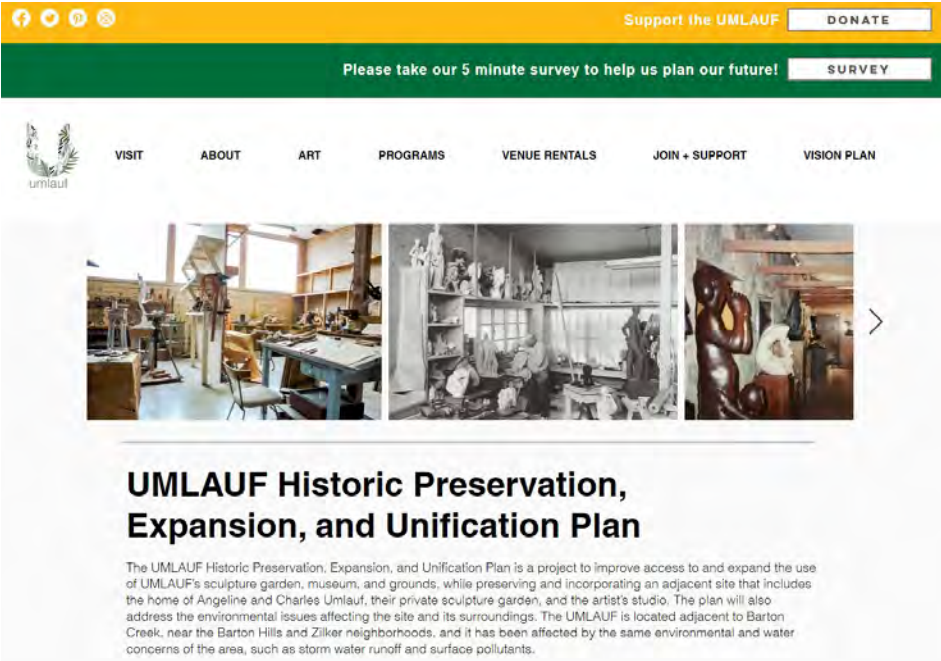 Support the UMLAUF DONATE
Please take our 5 minute survey to help us plan our future! SURVEY
umlauf
VISIT ABOUT ART PROGRAMS VENUE RENTALS JOIN + SUPPORT VISION PLAN
UMLAUF Historic Preservation,
Expansion, and Unification Plan
The UMLAUF Historic Preservation, Expansion, and Unification Plan is a project to improve access to and expand the use
of UMLAUF's sculpture garden, museum, and grounds, while preserving and incorporating an adjacent site that includes
the home of Angeline and Charles Umlauf, their private sculpture garden, and the artist's studio. The plan will also
address the environmental issues affecting the site and its surroundings. The UMLAUF is located adjacent to Barton
Creek, near the Barton Hills and Zilker neighborhoods, and it has been affected by the same environmental and water
concerns of the area, such as storm water runoff and surface pollutants.